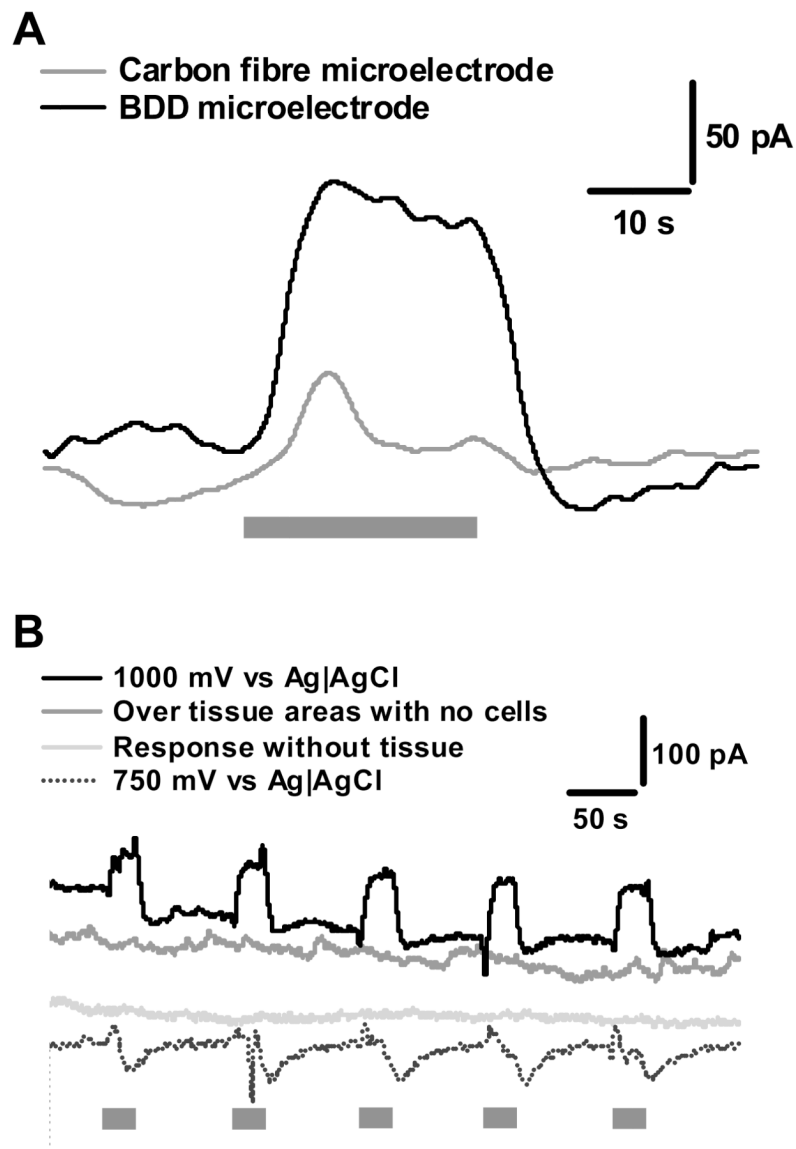 A
Carbon fibre microelectrode
BDD microelectrode
50 pA
10 s
B
1000 mV vs Ag|AgCl
Over tissue areas with no cells
Response without tissue
750 mV vs Ag|AgCl
100 pA
50 s